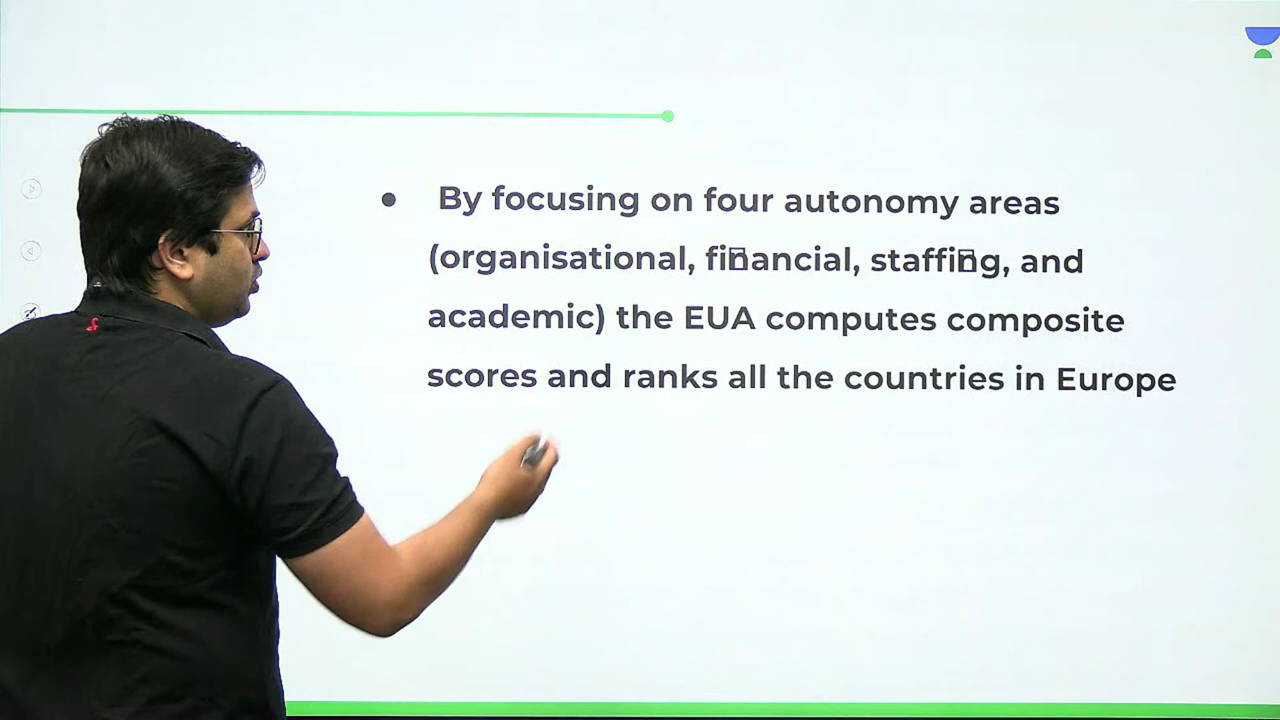 ● By focusing on four autonomy areas
(organisational, financial, staffing, and
academic) the EUA computes composite
scores and ranks all the countries in Europe